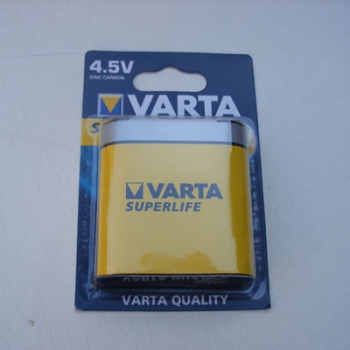 4.5V
ZINC CARBON
VARTA
S
VARTA
SUPERLIFE
VARTA QUALITY